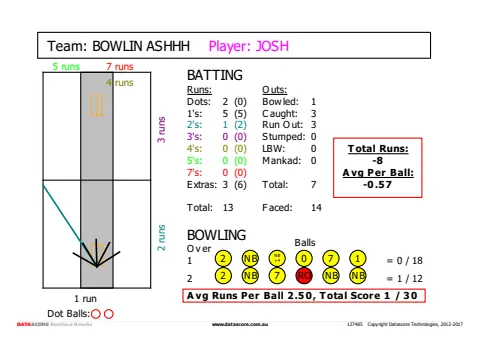 Team: BOWLIN ASHHH Player: JOSH
5 runs 7 runs
4 runs
3 runs
2 runs
1 run
Dot Balls:
BATTING
Runs: Outs:
Dots: 2 (0) Bowled: 1
1's: 5 (5) Caught: 3
2's: 1 (2) Run Out: 3
3's: 0 (0) Stumped: 0
4's: 0 (0) LBW: 0
5's: 0 (0) Mankad: 0
7's: 0 (0)
Extras: 3 (6) Total: 7
Total: 13 Faced: 14
Total Runs:
-8
Avg Per Ball:
-0.57
BOWLING
Over Balls
1 2 NB 0 7 1 = 0 / 18
2 2 NB 7 RO NB NB = 1 / 12
Avg Runs Per Ball 2.50, Total Score 1 / 30
DATASCORE Realtime Results www.datascore.com.au 127485 Copyright Datascore Technologies, 2012-2017